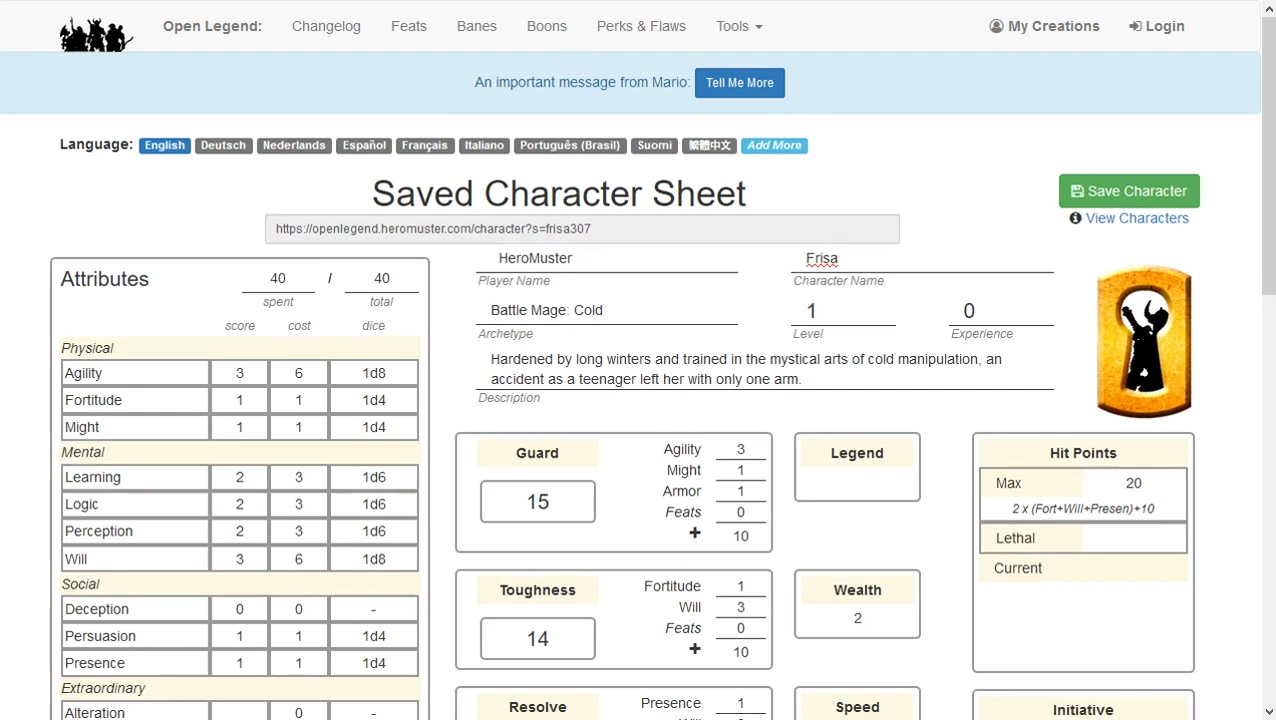 Open Legend: Changelog Feats Banes Boons Perks & Flaws Tools My Creations Login
An important message from Mario: Tell Me More
Language: English Deutsch Nederlands Español Français Italiano Português (Brasil) Suomi 繁體中文 Add More
Saved Character Sheet
Save Character
View Characters
https://openlegend.heromuster.com/character?s=frisa307
Attributes 40 / 40
spent total
score cost dice
Physical
Agility 3 6 1d8
Fortitude 1 1 1d4
Might 1 1 1d4
Mental
Learning 2 3 1d6
Logic 2 3 1d6
Perception 2 3 1d6
Will 3 6 1d8
Social
Deception 0 0 -
Persuasion 1 1 1d4
Presence 1 1 1d4
Extraordinary
Alteration 0 -
HeroMuster Frisa
Player Name Character Name
Battle Mage: Cold 1 0
Archetype Level Experience
Hardened by long winters and trained in the mystical arts of cold manipulation, an
accident as a teenager left her with only one arm.
Description
Guard
15
Agility 3
Might 1
Armor 1
Feats 0
+ 10
Legend
Hit Points
Max 20
2 x (Fort+Will+Presen)+10
Lethal
Current
Toughness
14
Fortitude 1
Will 3
Feats 0
+ 10
Wealth
2
Resolve
Presence 1
Speed
Initiative